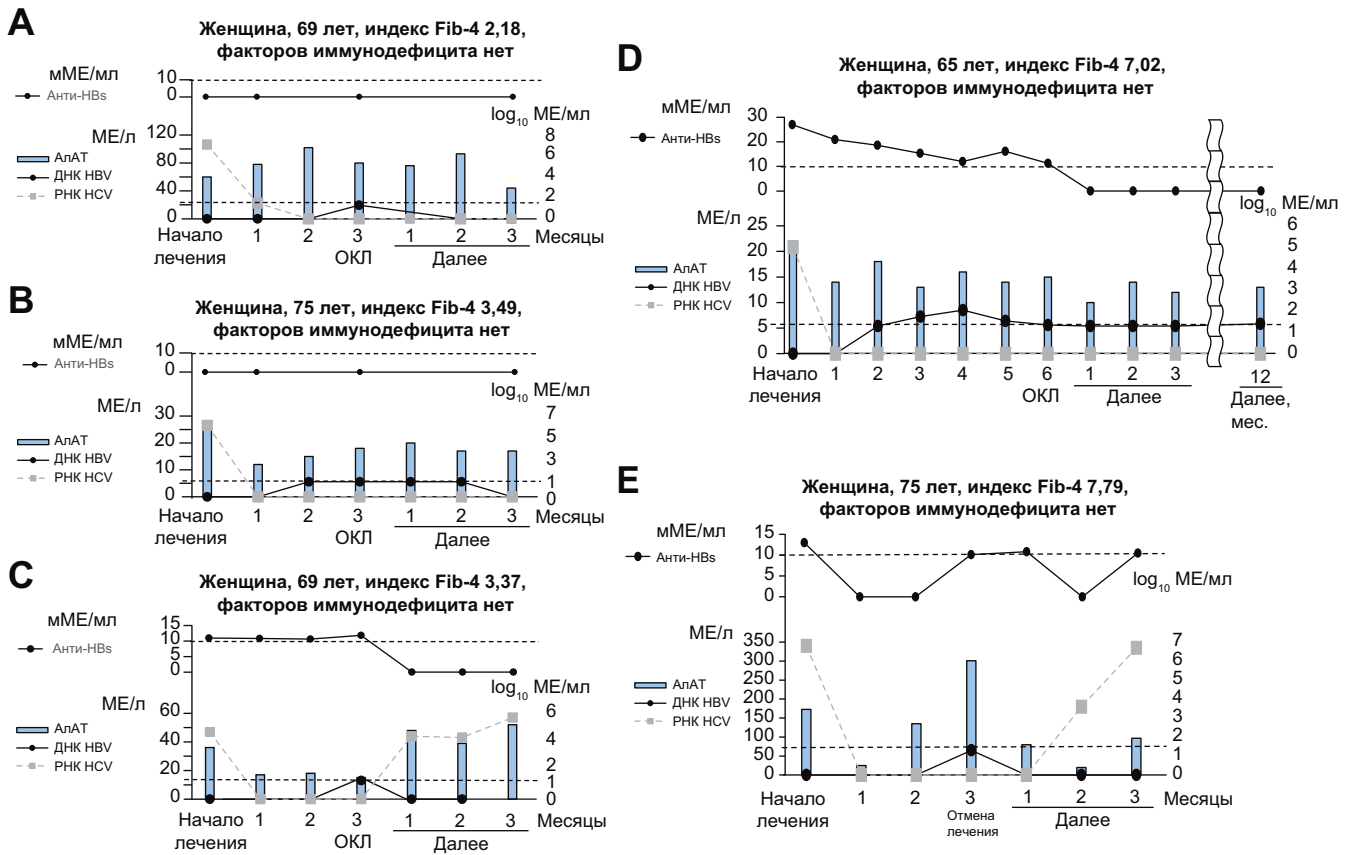 A
Женщина, 69 лет, индекс Fib-4 2,18,
факторов иммунодефицита нет
мМЕ/мл
Анти-HBs
10
0
log10 МЕ/мл
МЕ/л
АлАТ
ДНК HBV
РНК HCV
120
80
40
0
8
6
4
2
0
Начало лечения
1 2 3 1 2 3 Месяцы
ОКЛ Далее
B
Женщина, 75 лет, индекс Fib-4 3,49,
факторов иммунодефицита нет
мМЕ/мл
Анти-HBs
10
0
log10 МЕ/мл
МЕ/л
АлАТ
ДНК HBV
РНК HCV
30
20
10
0
7
5
3
1
0
Начало лечения
1 2 3 1 2 3 Месяцы
ОКЛ Далее
C
Женщина, 69 лет, индекс Fib-4 3,37,
факторов иммунодефицита нет
мМЕ/мл
Анти-HBs
15
10
0
log10 МЕ/мл
МЕ/л
АлАТ
ДНК HBV
РНК HCV
60
40
20
10
0
6
4
2
1
0
Начало лечения
1 2 3 1 2 3 Месяцы
ОКЛ Далее
D
Женщина, 65 лет, индекс Fib-4 7,02,
факторов иммунодефицита нет
мМЕ/мл
Анти-HBs
30
20
10
0
log10 МЕ/мл
МЕ/л
АлАТ
ДНК HBV
РНК HCV
25
20
15
10
5
0
6
5
4
3
2
1
0
Начало лечения
1 2 3 4 5 6 1 2 3 12
ОКЛ Далее Далее, мес.
E
Женщина, 75 лет, индекс Fib-4 7,79,
факторов иммунодефицита нет
мМЕ/мл
Анти-HBs
15
10
5
0
log10 МЕ/мл
МЕ/л
АлАТ
ДНК HBV
РНК HCV
350
300
250
200
150
100
50
0
7
6
5
4
3
2
1
0
Начало лечения
1 2 3 1 2 3 Месяцы
Отмена лечения
Далее